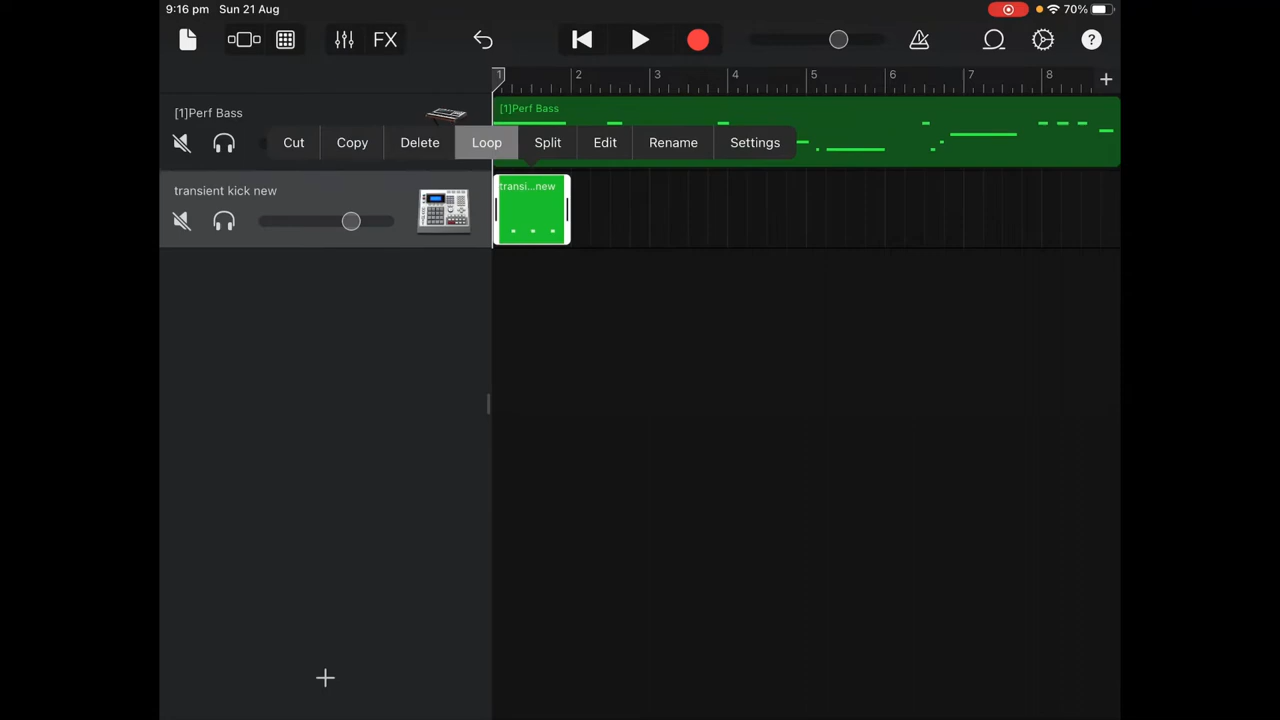 9:16 pm Sun 21 Aug 70%
FX ?
1 2 3 4 5 6 7 8
[1]Perf Bass
[1]Perf Bass
Cut Copy Delete Loop Split Edit Rename Settings
transient kick new
transi...new